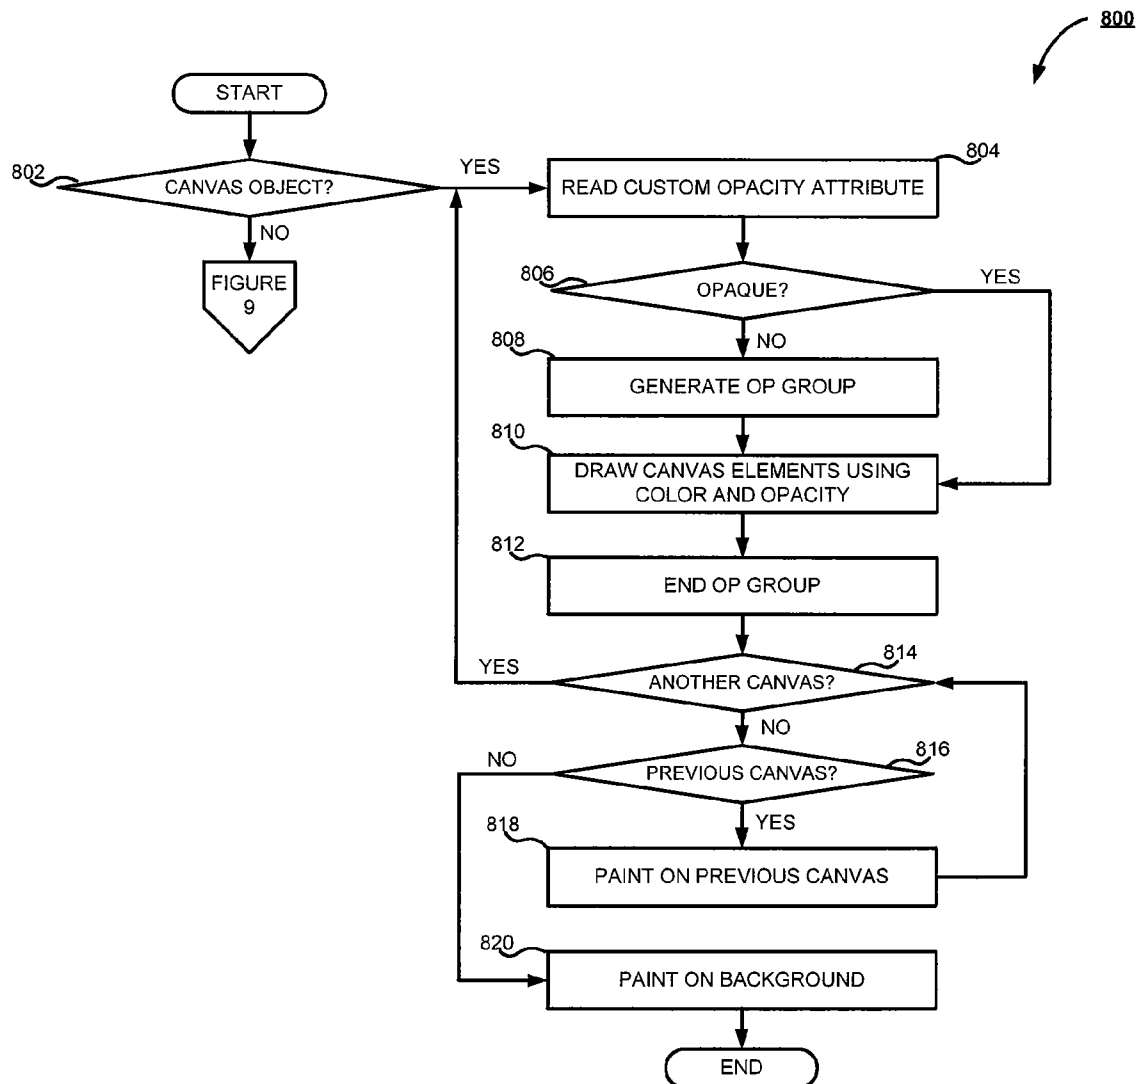 800
START
802
CANVAS OBJECT?
YES
804
READ CUSTOM OPACITY ATTRIBUTE
NO
FIGURE
9
806
OPAQUE?
YES
NO
808
GENERATE OP GROUP
810
DRAW CANVAS ELEMENTS USING
COLOR AND OPACITY
812
END OP GROUP
814
YES
ANOTHER CANVAS?
NO
816
NO
PREVIOUS CANVAS?
YES
818
PAINT ON PREVIOUS CANVAS
820
PAINT ON BACKGROUND
END